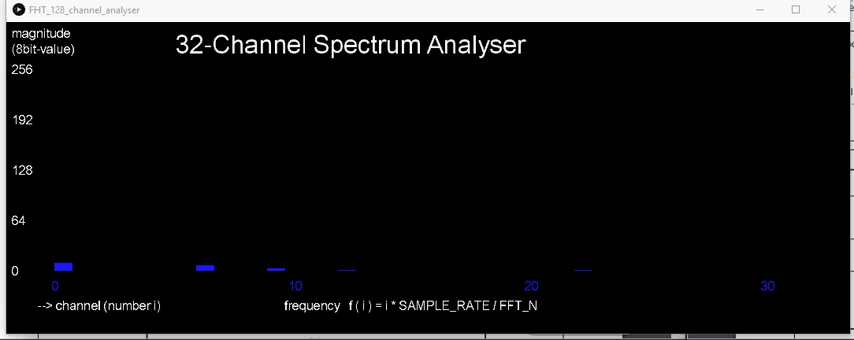 FHT_128_channel_analyser
magnitude
(8bit-value)
32-Channel Spectrum Analyser
256
192
128
64
0
0 10 20 30
--> channel (number i) frequency f ( i ) = i * SAMPLE_RATE / FFT_N